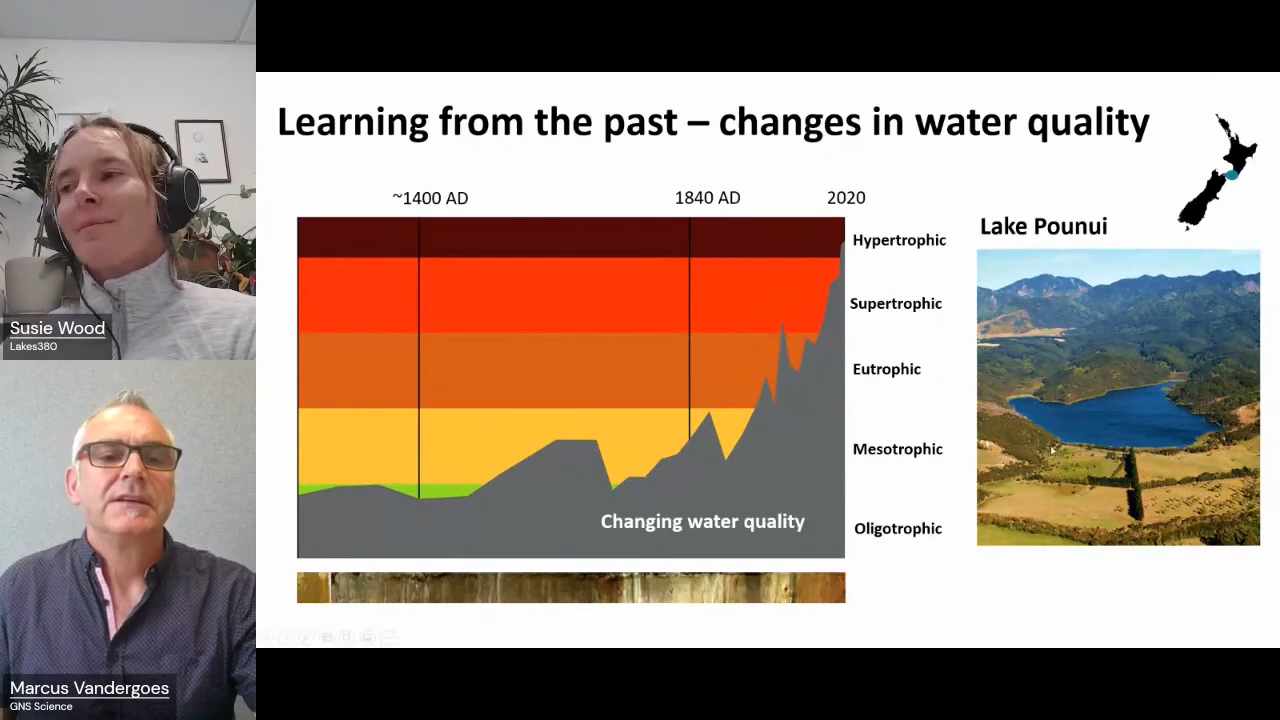 Learning from the past – changes in water quality
~1400 AD
1840 AD
2020
Hypertrophic
Supertrophic
Eutrophic
Mesotrophic
Oligotrophic
Changing water quality
Lake Pounui
Susie Wood
Lakes380
Marcus Vandergoes
GNS Science